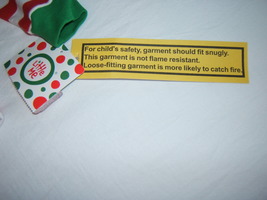 For child's safety, garment should fit snugly.
This garment is not flame resistant.
Loose-fitting garment is more likely to catch fire.